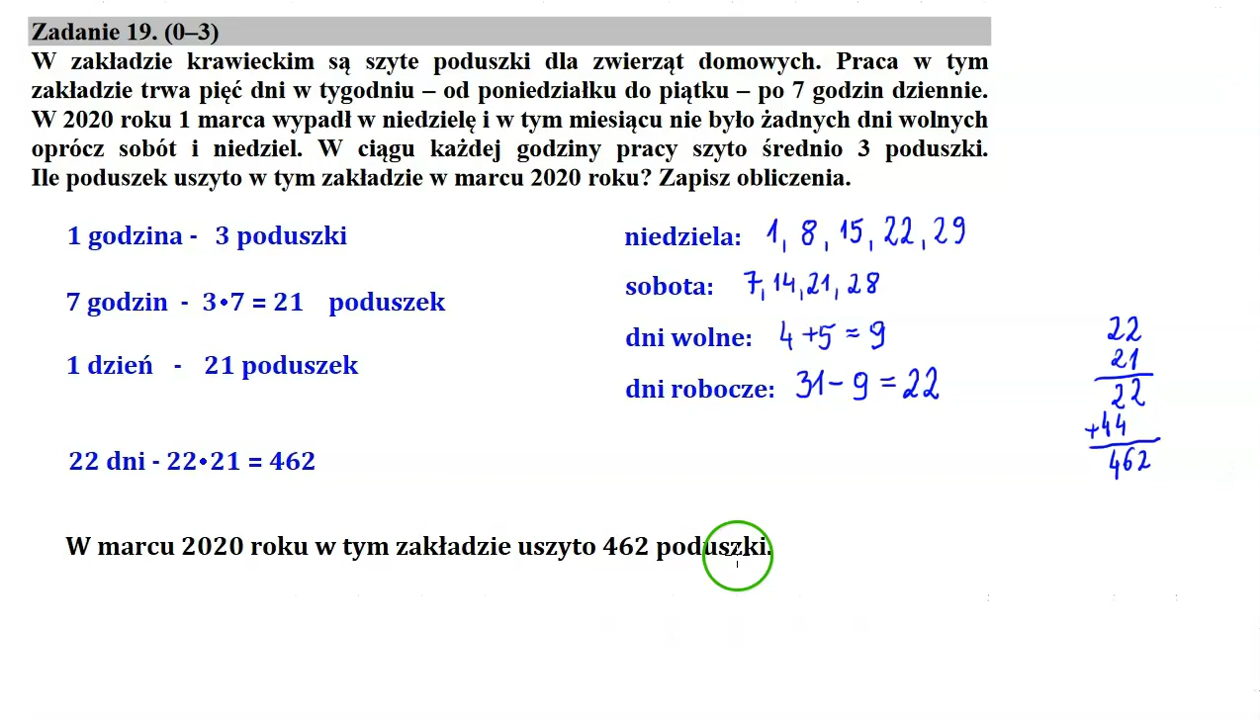 Zadanie 19. (0–3)
W zakładzie krawieckim są szyte poduszki dla zwierząt domowych. Praca w tym
zakładzie trwa pięć dni w tygodniu – od poniedziałku do piątku – po 7 godzin dziennie.
W 2020 roku 1 marca wypadł w niedzielę i w tym miesiącu nie było żadnych dni wolnych
oprócz sobót i niedziel. W ciągu każdej godziny pracy szyto średnio 3 poduszki.
Ile poduszek uszyto w tym zakładzie w marcu 2020 roku? Zapisz obliczenia.
1 godzina - 3 poduszki
7 godzin - 3•7 = 21 poduszek
1 dzień - 21 poduszek
22 dni - 22•21 = 462
niedziela: 1, 8, 15, 22, 29
sobota: 7, 14, 21, 28
dni wolne: 4 + 5 = 9
dni robocze: 31 - 9 = 22
22
21
22
+44
462
W marcu 2020 roku w tym zakładzie uszyto 462 poduszki.